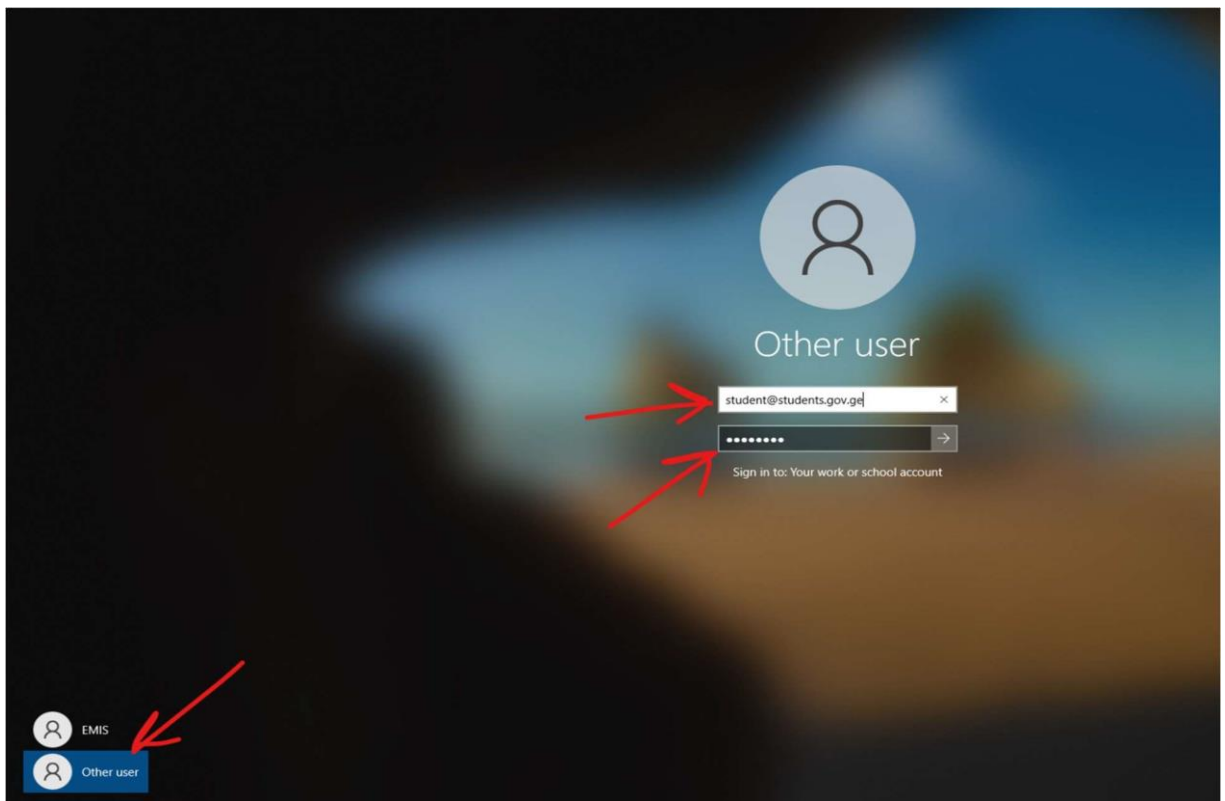 Other user
student@students.gov.ge
Sign in to: Your work or school account
EMIS
Other user